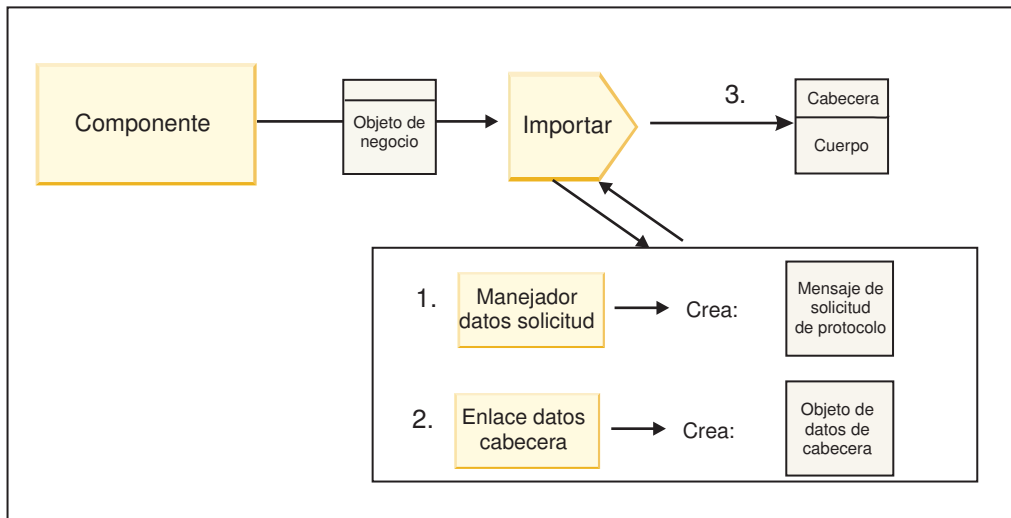 Componente
Objeto de
negocio
Importar
3.
Cabecera
Cuerpo
1.
Manejador
datos solicitud
Crea:
Mensaje de
solicitud
de protocolo
2.
Enlace datos
cabecera
Crea:
Objeto de
datos de
cabecera